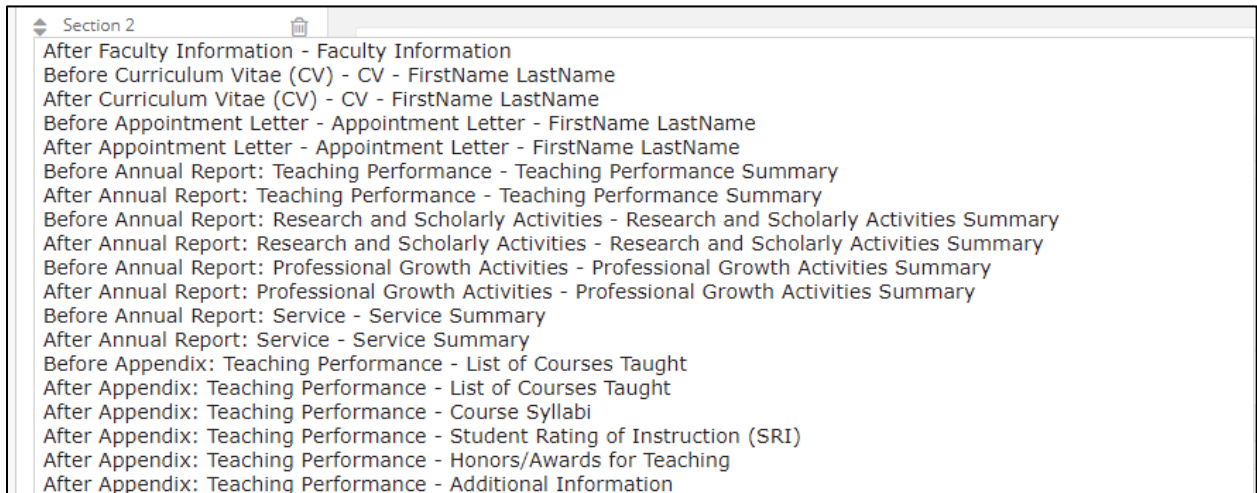 Section 2
After Faculty Information - Faculty Information
Before Curriculum Vitae (CV) - CV - FirstName LastName
After Curriculum Vitae (CV) - CV - FirstName LastName
Before Appointment Letter - Appointment Letter - FirstName LastName
After Appointment Letter - Appointment Letter - FirstName LastName
Before Annual Report: Teaching Performance - Teaching Performance Summary
After Annual Report: Teaching Performance - Teaching Performance Summary
Before Annual Report: Research and Scholarly Activities - Research and Scholarly Activities Summary
After Annual Report: Research and Scholarly Activities - Research and Scholarly Activities Summary
Before Annual Report: Professional Growth Activities - Professional Growth Activities Summary
After Annual Report: Professional Growth Activities - Professional Growth Activities Summary
Before Annual Report: Service - Service Summary
After Annual Report: Service - Service Summary
Before Appendix: Teaching Performance - List of Courses Taught
After Appendix: Teaching Performance - List of Courses Taught
After Appendix: Teaching Performance - Course Syllabi
After Appendix: Teaching Performance - Student Rating of Instruction (SRI)
After Appendix: Teaching Performance - Honors/Awards for Teaching
After Appendix: Teaching Performance - Additional Information